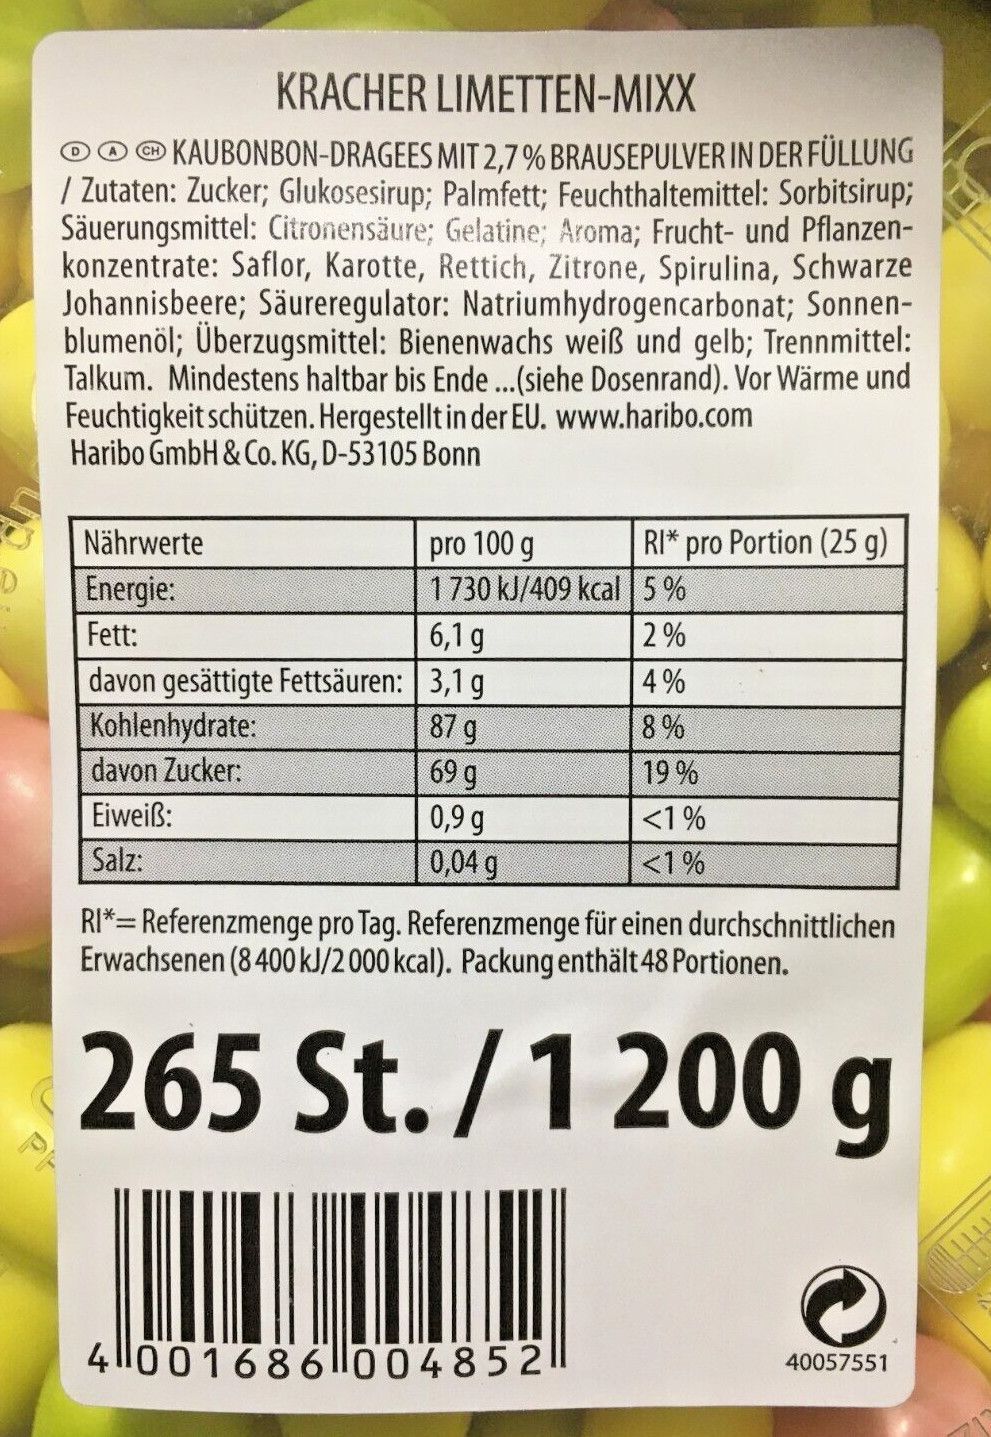 KRACHER LIMETTEN-MIXX
D A CH KAUBONBON-DRAGEES MIT 2,7% BRAUSEPULVER IN DER FÜLLUNG
/ Zutaten: Zucker; Glukosesirup; Palmfett; Feuchthaltemittel: Sorbitsirup;
Säuerungsmittel: Citronensäure; Gelatine; Aroma; Frucht- und Pflanzen-
konzentrate: Saflor, Karotte, Rettich, Zitrone, Spirulina, Schwarze
Johannisbeere; Säureregulator: Natriumhydrogencarbonat; Sonnen-
blumenöl; Überzugsmittel: Bienenwachs weiß und gelb; Trennmittel:
Talkum. Mindestens haltbar bis Ende ...(siehe Dosenrand). Vor Wärme und
Feuchtigkeit schützen. Hergestellt in der EU. www.haribo.com
Haribo GmbH & Co. KG, D-53105 Bonn
Nährwerte pro 100 g RI* pro Portion (25 g)
Energie: 1 730 kJ/409 kcal 5 %
Fett: 6,1 g 2 %
davon gesättigte Fettsäuren: 3,1 g 4 %
Kohlenhydrate: 87 g 8 %
davon Zucker: 69 g 19 %
Eiweiß: 0,9 g <1 %
Salz: 0,04 g <1 %
RI*= Referenzmenge pro Tag. Referenzmenge für einen durchschnittlichen
Erwachsenen (8 400 kJ/2 000 kcal). Packung enthält 48 Portionen.
265 St. / 1 200 g
4 001686 004852
40057551